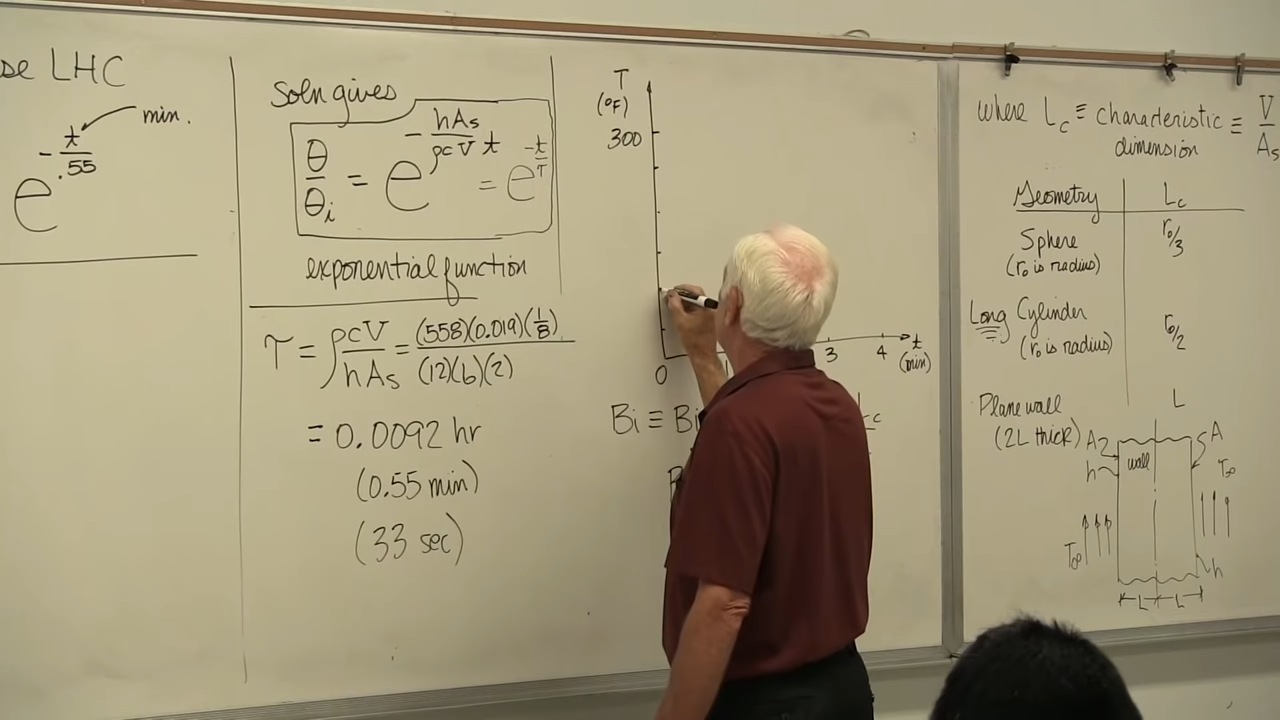 se LHC
min.
e^{-t/.55}
Soln gives
θ/θi = e^{-hAs/ρcV t} = e^{-t/τ}
exponential function
τ = ρcV/hAs = (558)(0.019)(1/8)/(12)(6)(2)
= 0.0092 hr
(0.55 min)
(33 sec)
T
(°F)
300
0 1 3 4 t
(min)
Bi ≡ Bi
where Lc ≡ characteristic ≡ V/As
dimension
Geometry Lc
Sphere r₀/3
(r₀ is radius)
Long Cylinder r₀/2
(r₀ is radius)
Plane wall L
(2L thick)
A A
h wall T∞
T∞ h
L L